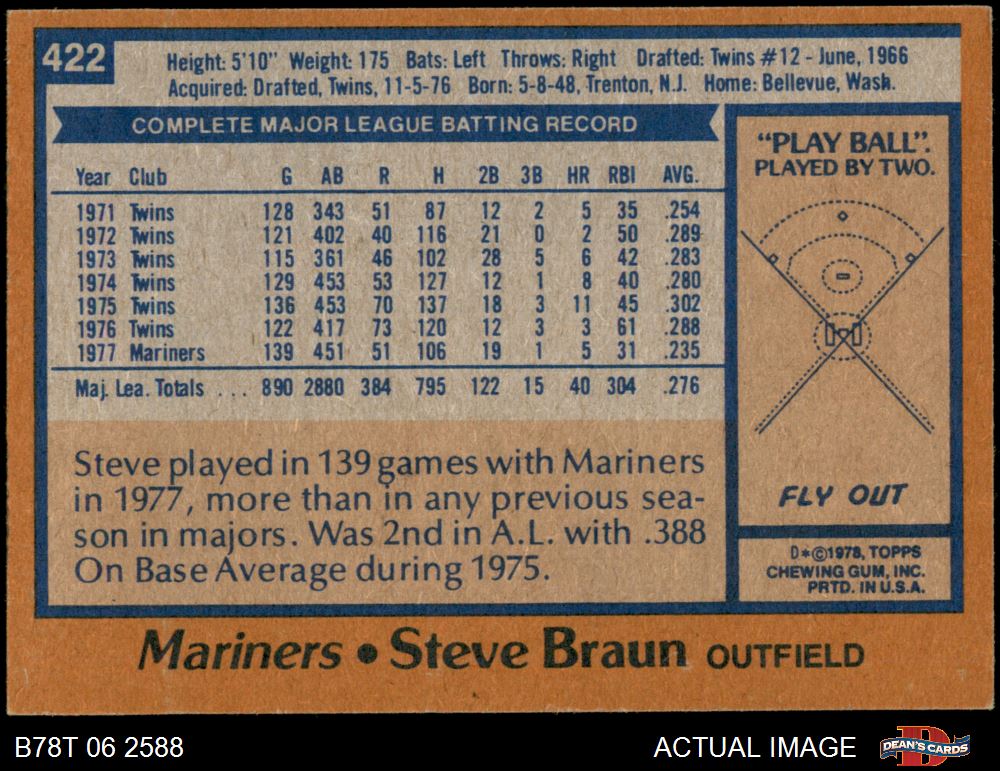 422
Height: 5'10" Weight: 175 Bats: Left Throws: Right Drafted: Twins #12 - June, 1966
Acquired: Drafted, Twins, 11-5-76 Born: 5-8-48, Trenton, N.J. Home: Bellevue, Wash.
COMPLETE MAJOR LEAGUE BATTING RECORD
Year Club G AB R H 2B 3B HR RBI AVG.
1971 Twins 128 343 51 87 12 2 5 35 .254
1972 Twins 121 402 40 116 21 0 2 50 .289
1973 Twins 115 361 46 102 28 5 6 42 .283
1974 Twins 129 453 53 127 12 1 8 40 .280
1975 Twins 136 453 70 137 18 3 11 45 .302
1976 Twins 122 417 73 120 12 3 3 61 .288
1977 Mariners 139 451 51 106 19 1 5 31 .235
Maj. Lea. Totals . . . 890 2880 384 795 122 15 40 304 .276
Steve played in 139 games with Mariners
in 1977, more than in any previous sea-
son in majors. Was 2nd in A.L. with .388
On Base Average during 1975.
"PLAY BALL".
PLAYED BY TWO.
FLY OUT
D*©1978, TOPPS
CHEWING GUM, INC.
PRTD. IN U.S.A.
Mariners • Steve Braun OUTFIELD
B78T 06 2588
ACTUAL IMAGE
D
DEAN'S CARDS